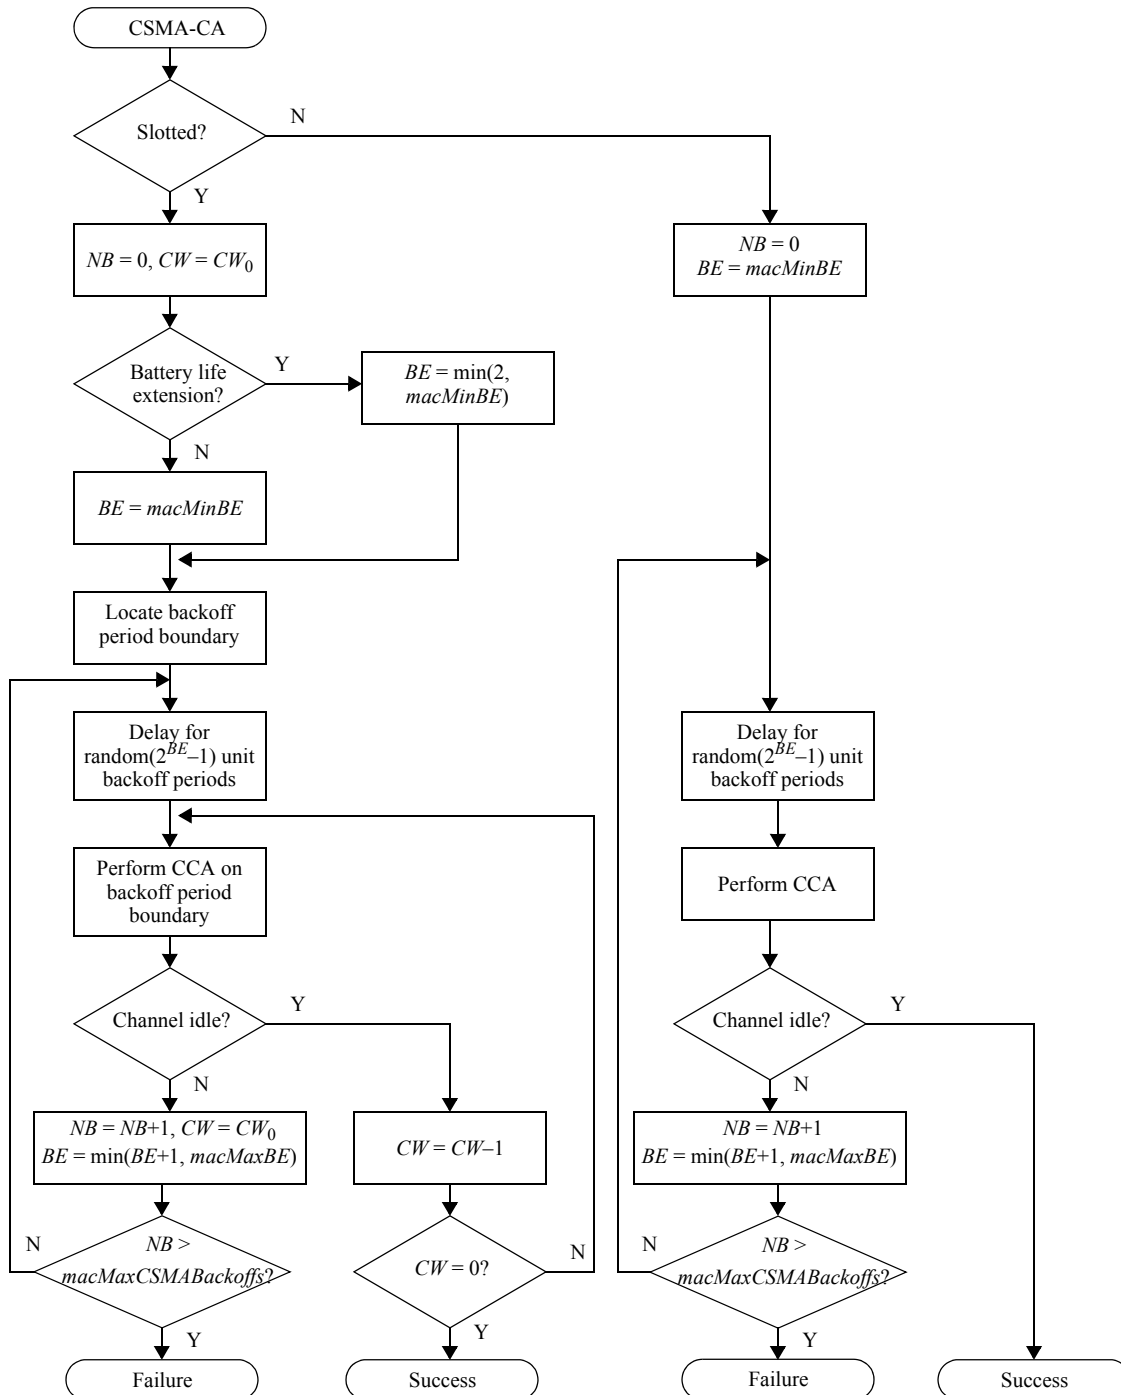 CSMA-CA
Slotted?
N
Y
NB = 0, CW = CW0
NB = 0
BE = macMinBE
Battery life
extension?
Y
N
BE = min(2,
macMinBE)
BE = macMinBE
Locate backoff
period boundary
Delay for
random(2^BE–1) unit
backoff periods
Delay for
random(2^BE–1) unit
backoff periods
Perform CCA on
backoff period
boundary
Perform CCA
Channel idle?
Y
N
Channel idle?
Y
N
NB = NB+1, CW = CW0
BE = min(BE+1, macMaxBE)
CW = CW–1
NB = NB+1
BE = min(BE+1, macMaxBE)
N
NB >
macMaxCSMABackoffs?
Y
CW = 0?
N
Y
N
NB >
macMaxCSMABackoffs?
Y
Failure
Success
Failure
Success